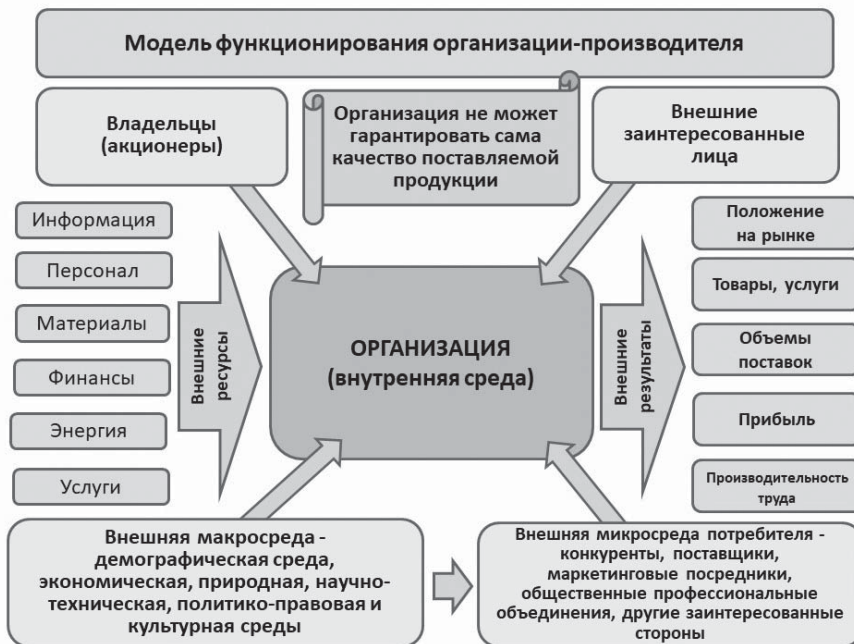 Модель функционирования организации-производителя
Владельцы
(акционеры)
Организация не может
гарантировать сама
качество поставляемой
продукции
Внешние
заинтересованные
лица
Информация
Персонал
Материалы
Финансы
Энергия
Услуги
Внешние
ресурсы
ОРГАНИЗАЦИЯ
(внутренняя среда)
Внешние
результаты
Положение
на рынке
Товары, услуги
Объемы
поставок
Прибыль
Производительность
труда
Внешняя макросреда -
демографическая среда,
экономическая, природная, научно-
техническая, политико-правовая и
культурная среды
Внешняя микросреда потребителя -
конкуренты, поставщики,
маркетинговые посредники,
общественные профессиональные
объединения, другие заинтересованные
стороны